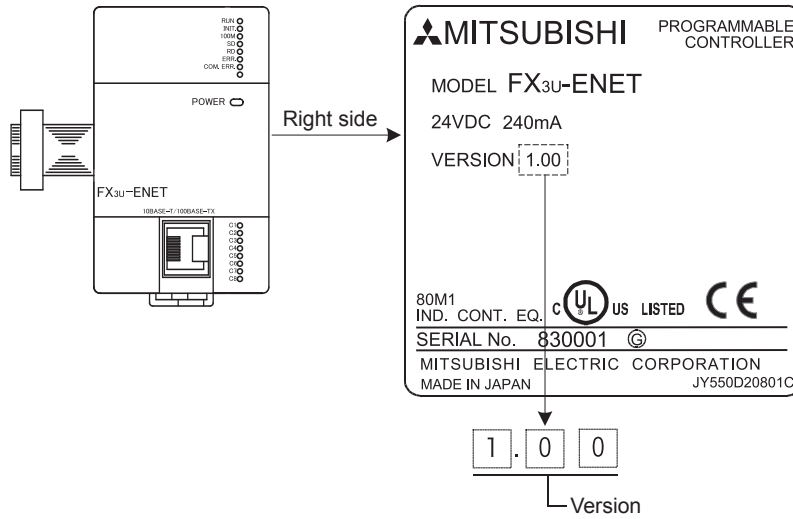 RUN
INIT.
100M
SD
RD
ERR.
COM. ERR.
POWER
FX3U-ENET
10BASE-T/100BASE-TX
C1
C2
C3
C4
C5
C6
C7
C8
Right side
MITSUBISHI
PROGRAMMABLE
CONTROLLER
MODEL FX3U-ENET
24VDC 240mA
VERSION 1.00
80M1
IND. CONT. EQ.
C UL ® US LISTED CE
SERIAL No. 830001 G
MITSUBISHI ELECTRIC CORPORATION
MADE IN JAPAN JY550D20801C
1.00
Version